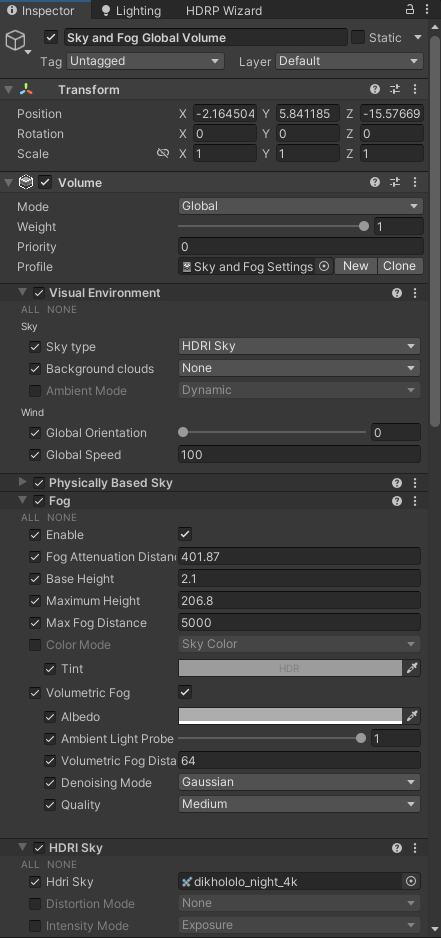 Inspector Lighting HDRP Wizard
Sky and Fog Global Volume Static
Tag Untagged Layer Default
Transform
Position X -2.164504 Y 5.841185 Z -15.57669
Rotation X 0 Y 0 Z 0
Scale X 1 Y 1 Z 1
Volume
Mode Global
Weight 1
Priority 0
Profile Sky and Fog Settings New Clone
Visual Environment
ALL NONE
Sky
Sky type HDRI Sky
Background clouds None
Ambient Mode Dynamic
Wind
Global Orientation 0
Global Speed 100
Physically Based Sky
Fog
ALL NONE
Enable
Fog Attenuation Distan 401.87
Base Height 2.1
Maximum Height 206.8
Max Fog Distance 5000
Color Mode Sky Color
Tint HDR
Volumetric Fog
Albedo
Ambient Light Probe 1
Volumetric Fog Dista 64
Denoising Mode Gaussian
Quality Medium
HDRI Sky
ALL NONE
Hdri Sky dikhololo_night_4k
Distortion Mode None
Intensity Mode Exposure